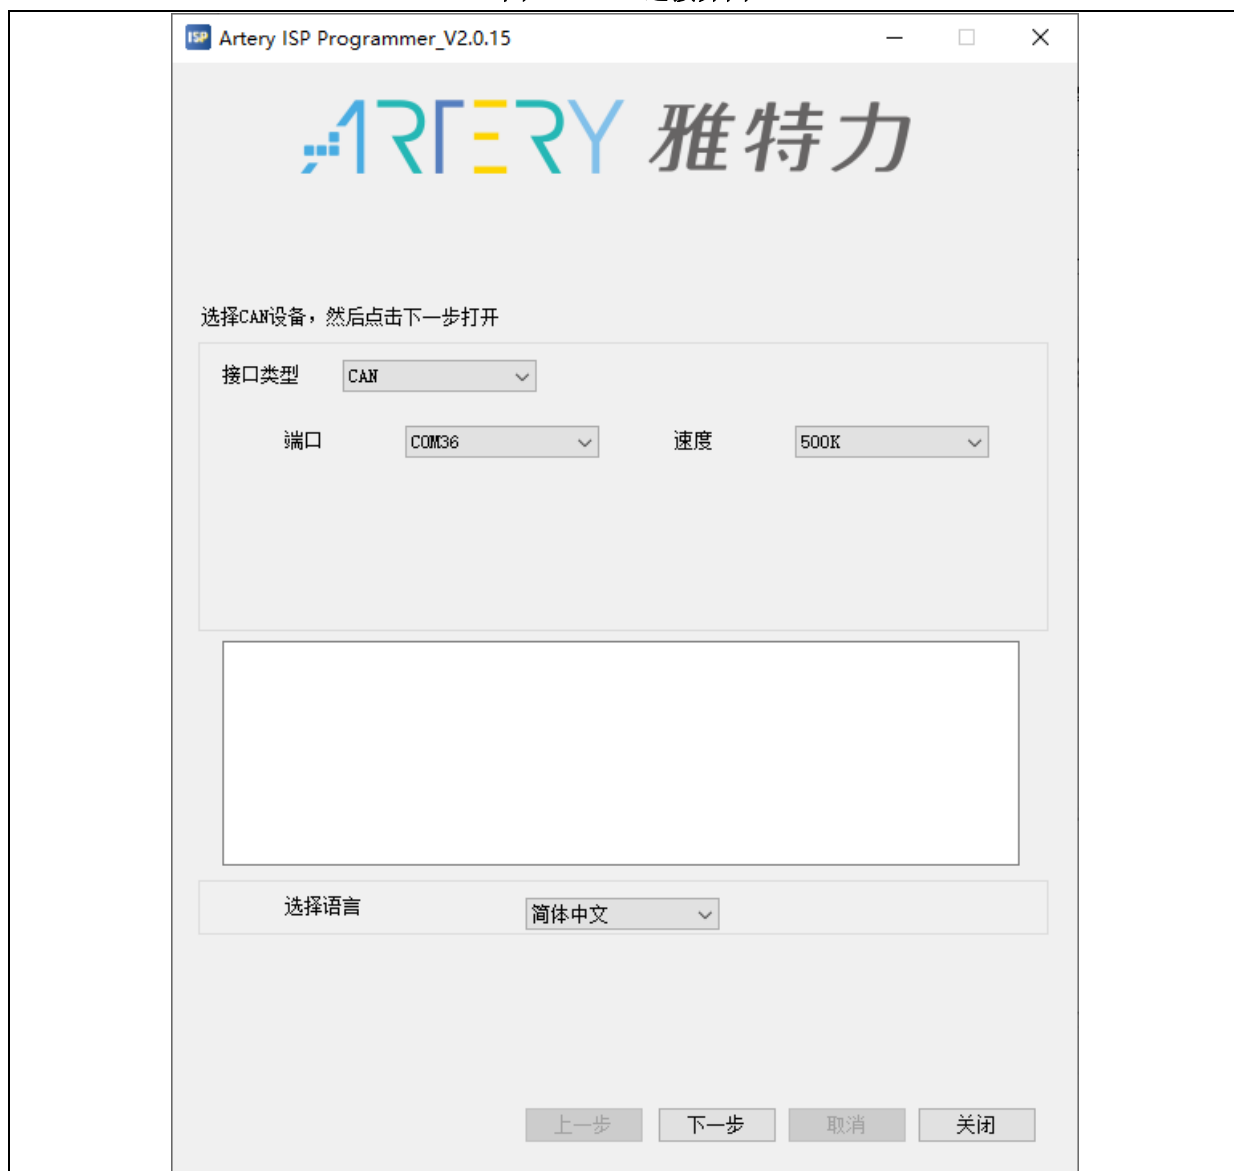 Artery ISP Programmer_V2.0.15
ARTERY 雅特力
选择CAN设备，然后点击下一步打开
接口类型 CAN
端口 COM36 速度 500K
选择语言 简体中文
上一步 下一步 取消 关闭